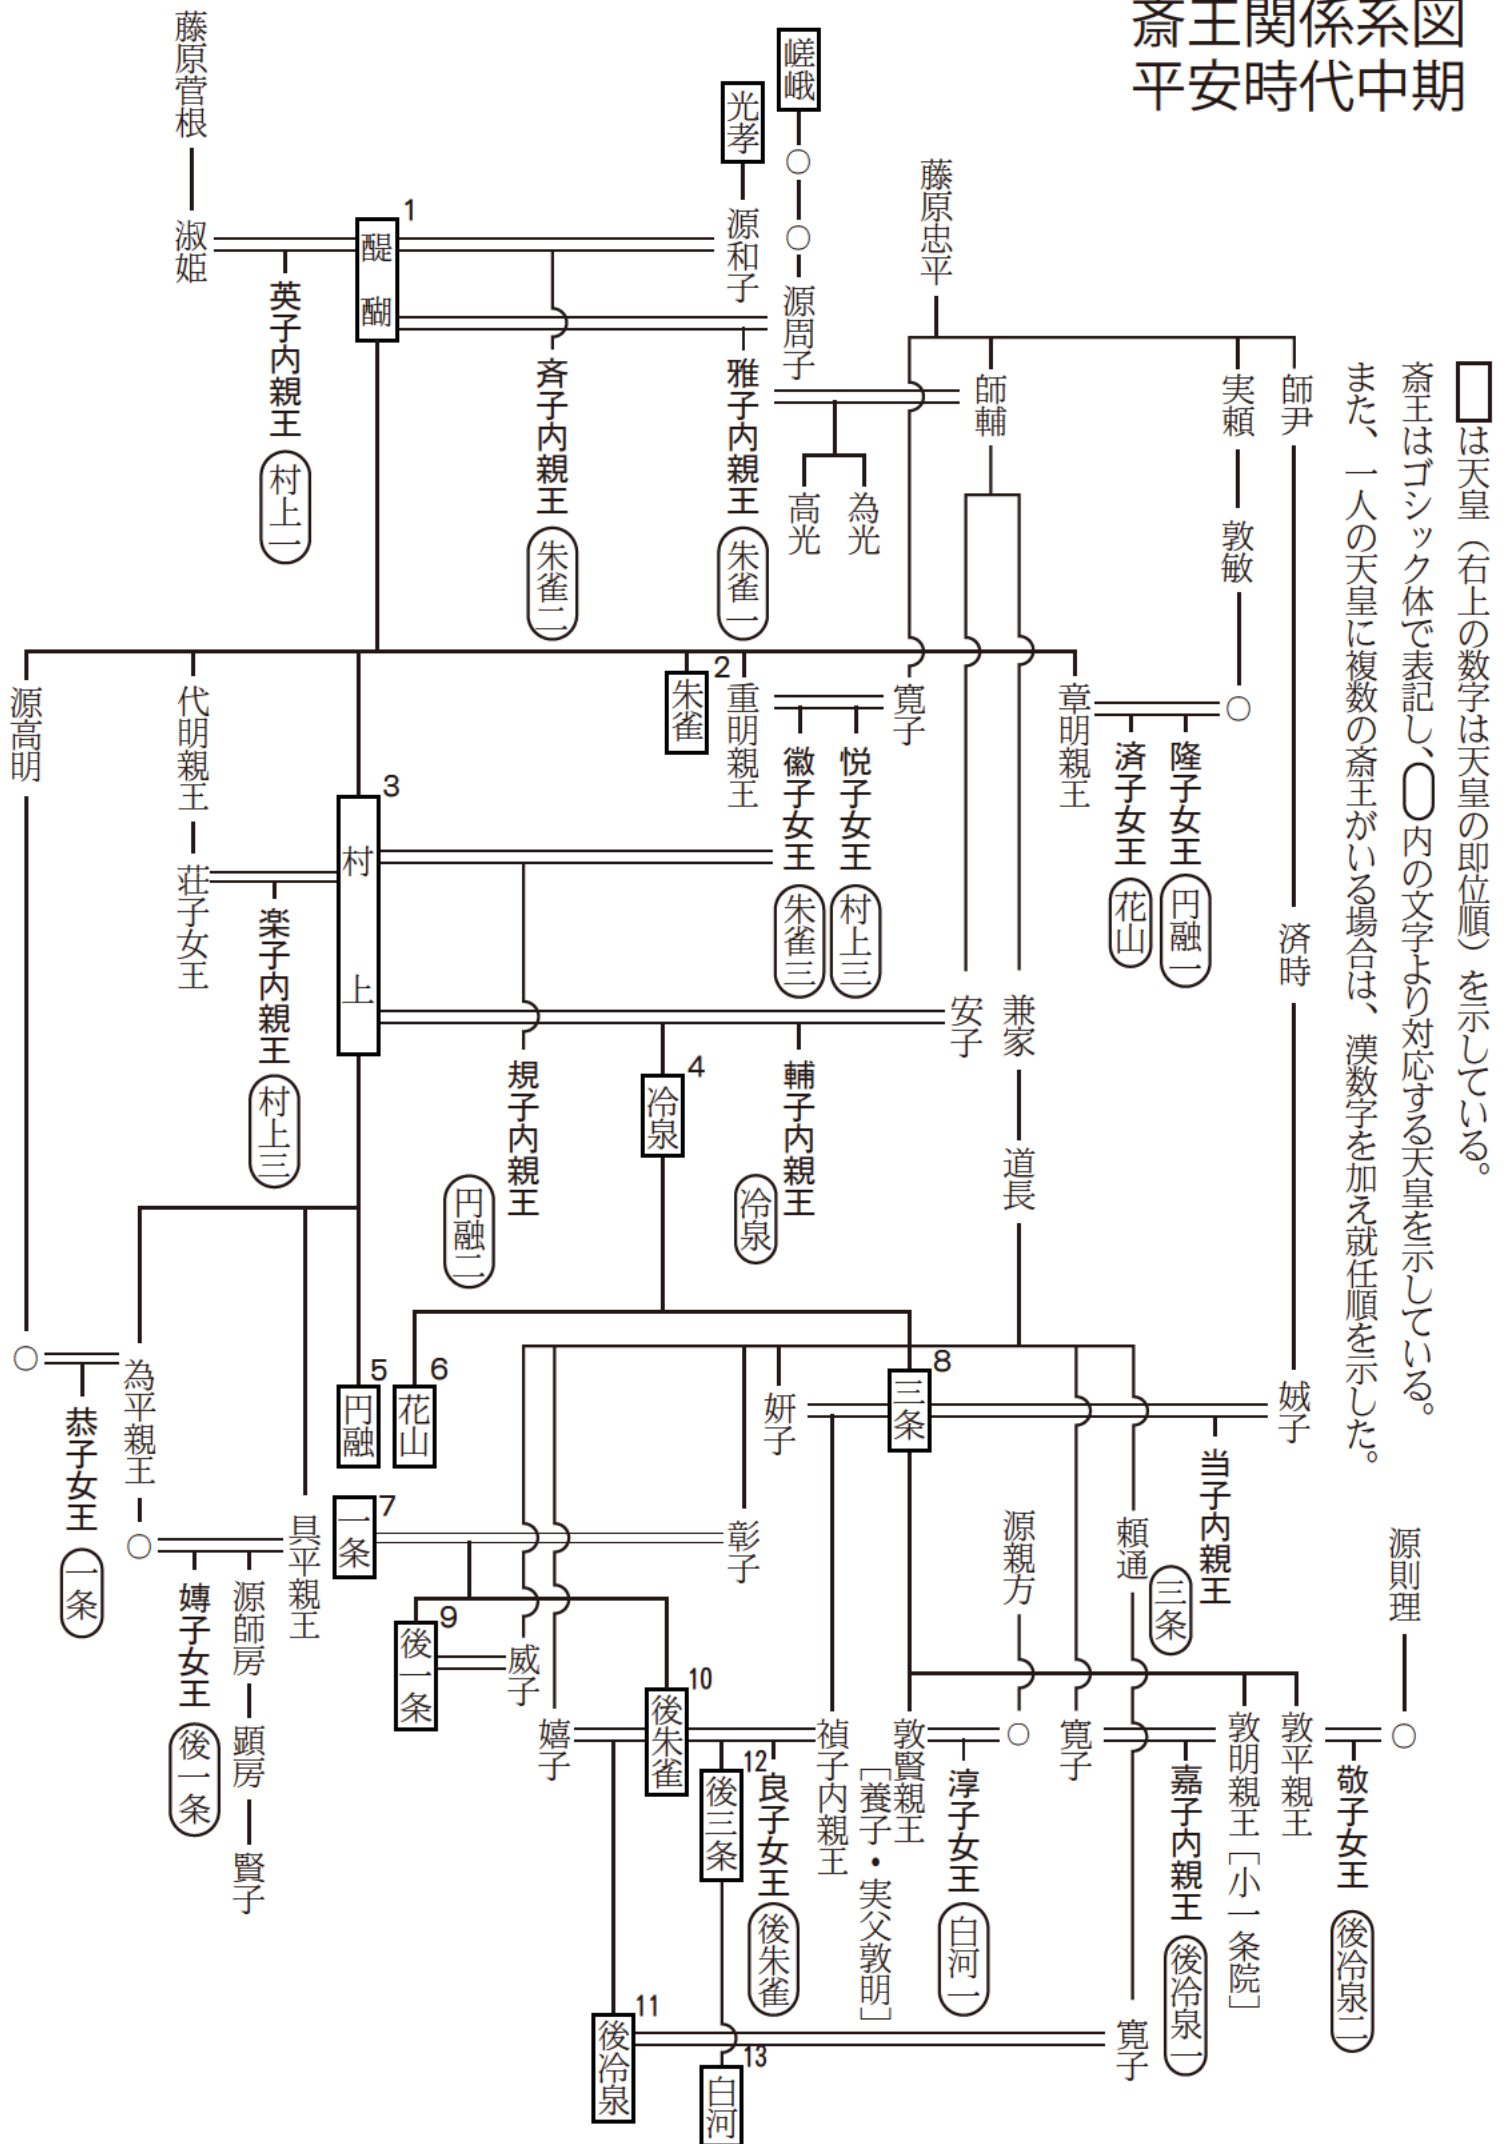 斎王関係系図
平安時代中期
は天皇（右上の数字は天皇の即位順）を示している。
斎王はゴシック体で表記し、
内の文字より対応する天皇を示している。
また、一人の天皇に複数の斎王がいる場合は、漢数字を加え就任順を示した。
藤原菅根
淑姫
英子内親王
村上一
1
醍醐
光孝
源和子
斉子内親王
朱雀二
嵯峨
○
○
源周子
雅子内親王
朱雀一
高光
為光
藤原忠平
師輔
実頼
師尹
敦敏
○
済時
源高明
代明親王
荘子女王
楽子内親王
村上三
2
朱雀
重明親王
寛子
徽子女王
朱雀三
悦子女王
村上三
章明親王
済子女王
花山
隆子女王
円融一
3
村上
規子内親王
円融二
4
冷泉
輔子内親王
冷泉
安子
兼家
道長
○
恭子女王
一条
為平親王
○
嫥子女王
後一条
源師房
顕房
賢子
具平親王
5
円融
6
花山
7
一条
彰子
妍子
8
三条
娍子
当子内親王
三条
9
後一条
威子
嬉子
10
後朱雀
禎子内親王
12
後三条
良子女王
後朱雀
敦賢親王
［養子・実父敦明］
源親方
○
淳子女王
白河一
頼通
寛子
嘉子内親王
後冷泉一
敦明親王［小一条院］
敦平親王
源則理
○
敬子女王
後冷泉二
11
後冷泉
寛子
13
白河